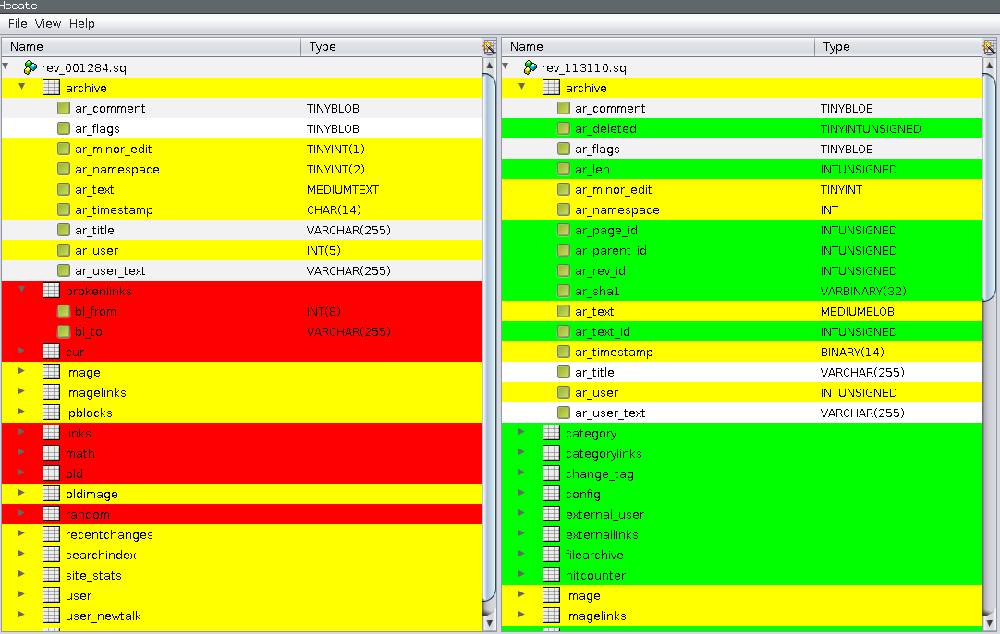 Hecate
File View Help
Name Type
rev_001284.sql
archive
ar_comment TINYBLOB
ar_flags TINYBLOB
ar_minor_edit TINYINT(1)
ar_namespace TINYINT(2)
ar_text MEDIUMTEXT
ar_timestamp CHAR(14)
ar_title VARCHAR(255)
ar_user INT(5)
ar_user_text VARCHAR(255)
brokenlinks
bl_from INT(8)
bl_to VARCHAR(255)
cur
image
imagelinks
ipblocks
links
math
old
oldimage
random
recentchanges
searchindex
site_stats
user
user_newtalk
Name Type
rev_113110.sql
archive
ar_comment TINYBLOB
ar_deleted TINYINTUNSIGNED
ar_flags TINYBLOB
ar_len INTUNSIGNED
ar_minor_edit TINYINT
ar_namespace INT
ar_page_id INTUNSIGNED
ar_parent_id INTUNSIGNED
ar_rev_id INTUNSIGNED
ar_sha1 VARBINARY(32)
ar_text MEDIUMBLOB
ar_text_id INTUNSIGNED
ar_timestamp BINARY(14)
ar_title VARCHAR(255)
ar_user INTUNSIGNED
ar_user_text VARCHAR(255)
category
categorylinks
change_tag
config
external_user
externallinks
filearchive
hitcounter
image
imagelinks